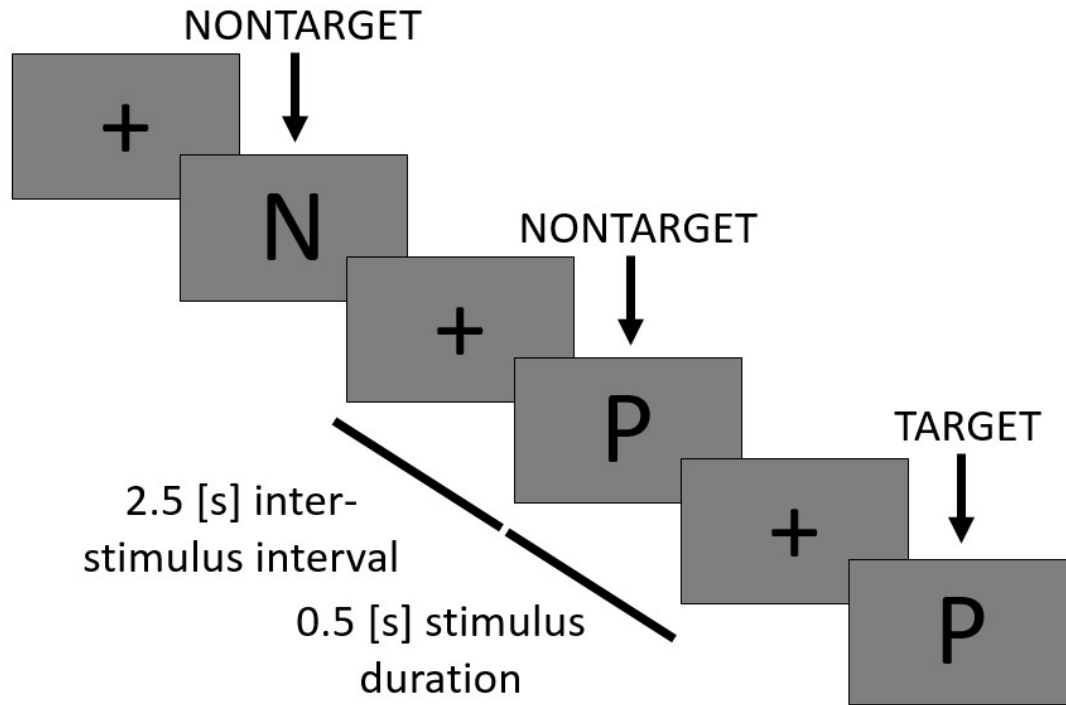 NONTARGET
+
N
NONTARGET
+
P
TARGET
+
P
2.5 [s] inter-
stimulus interval
0.5 [s] stimulus
duration